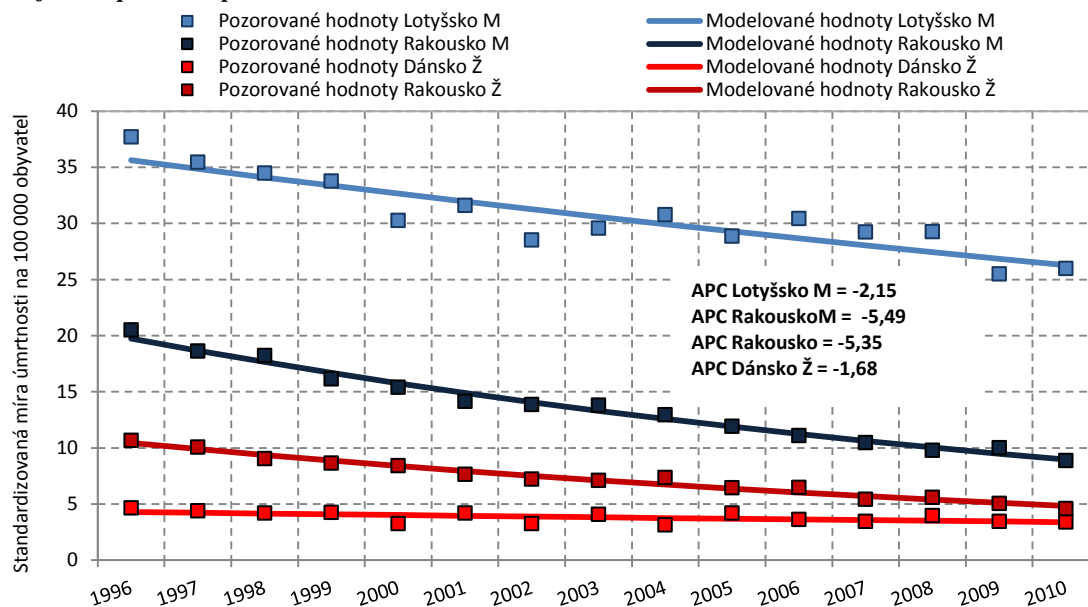 Pozorované hodnoty Lotyšsko M
Modelované hodnoty Lotyšsko M
Pozorované hodnoty Rakousko M
Modelované hodnoty Rakousko M
Pozorované hodnoty Dánsko Ž
Modelované hodnoty Dánsko Ž
Pozorované hodnoty Rakousko Ž
Modelované hodnoty Rakousko Ž
Standardizovaná míra úmrtnosti na 100 000 obyvatel
40
35
30
25
20
15
10
5
0
APC Lotyšsko M = -2,15
APC RakouskoM = -5,49
APC Rakousko = -5,35
APC Dánsko Ž = -1,68
1996
1997
1998
1999
2000
2001
2002
2003
2004
2005
2006
2007
2008
2009
2010